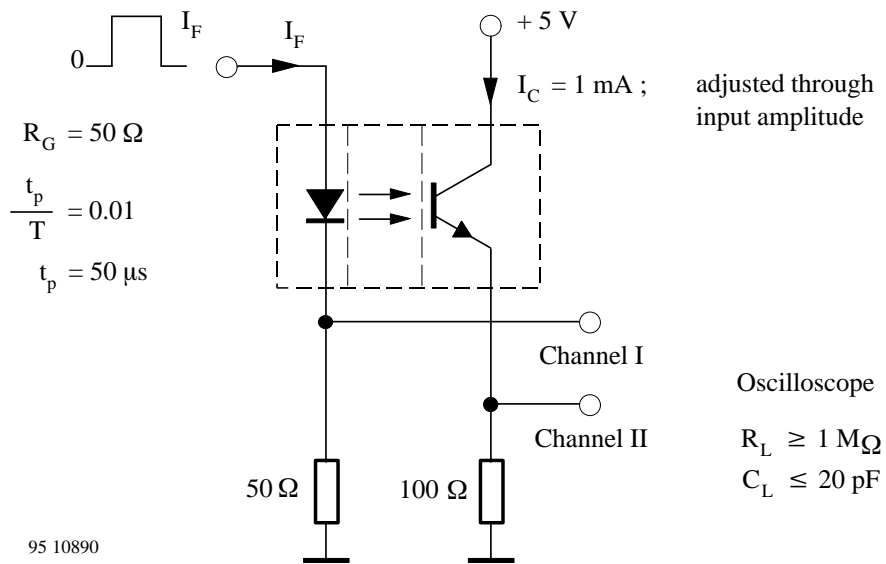 0
I_F
I_F
+ 5 V
I_C = 1 mA ;
adjusted through
input amplitude
R_G = 50 Ω
t_p
T
= 0.01
t_p = 50 µs
Channel I
Channel II
Oscilloscope
R_L ≥ 1 MΩ
C_L ≤ 20 pF
50 Ω
100 Ω
95 10890